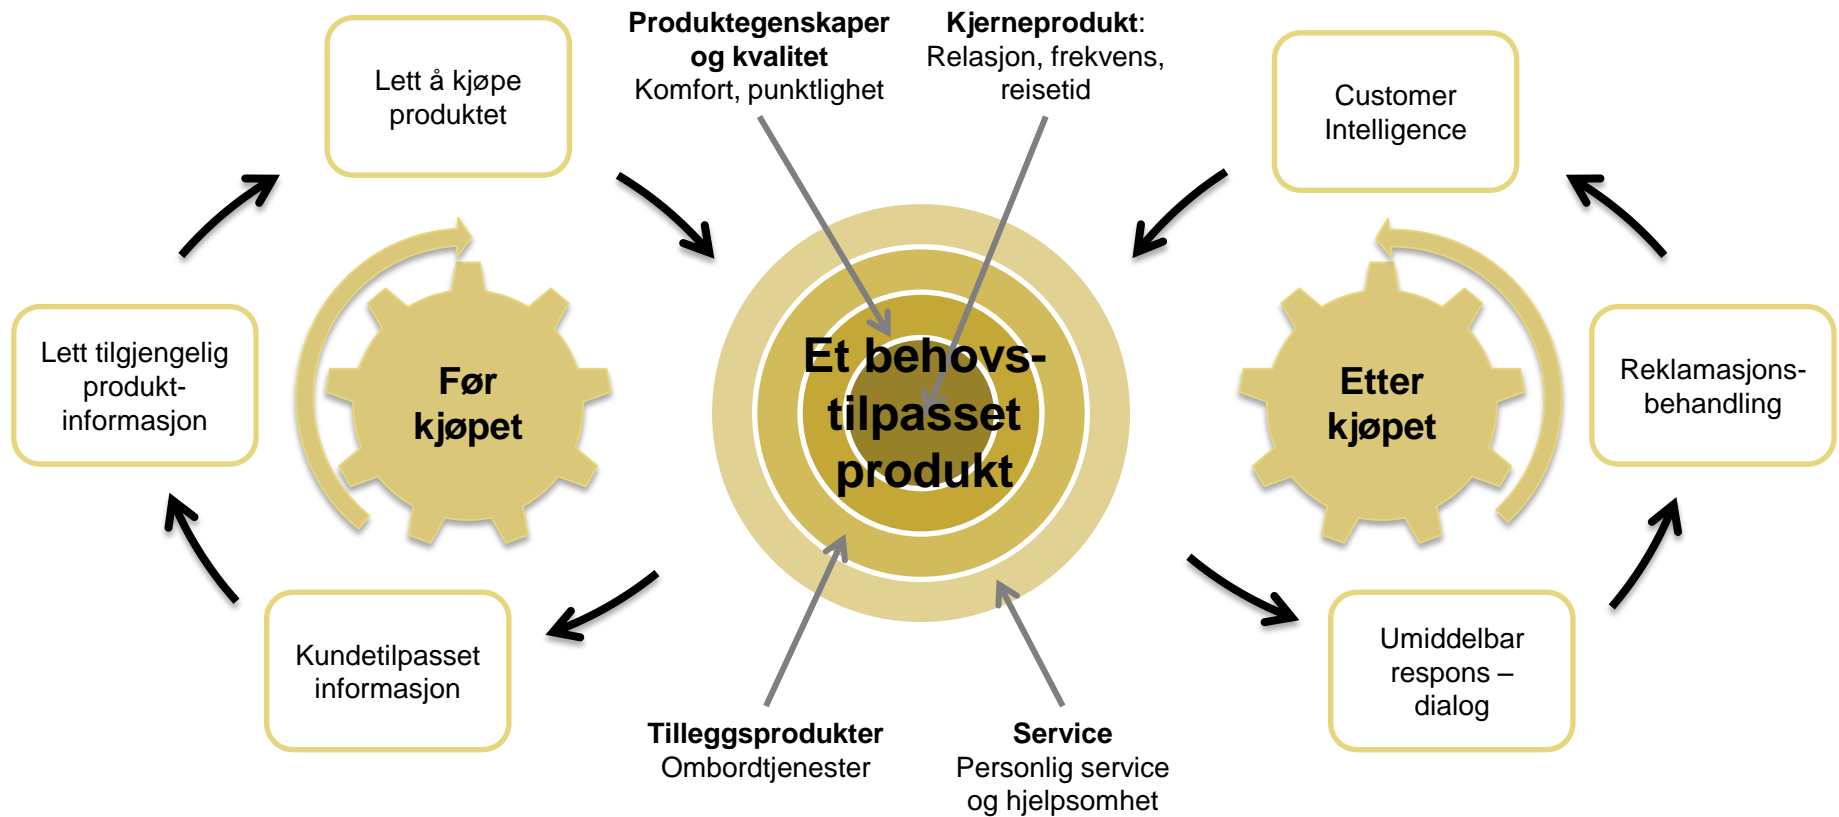 Lett å kjøpe
produktet
Produktegenskaper
og kvalitet
Komfort, punktlighet
Kjerneprodukt:
Relasjon, frekvens,
reisetid
Customer
Intelligence
Lett tilgjengelig
produkt-
informasjon
Før
kjøpet
Et behovs-
tilpasset
produkt
Etter
kjøpet
Reklamasjons-
behandling
Kundetilpasset
informasjon
Tilleggsprodukter
Ombordtjenester
Service
Personlig service
og hjelpsomhet
Umiddelbar
respons –
dialog